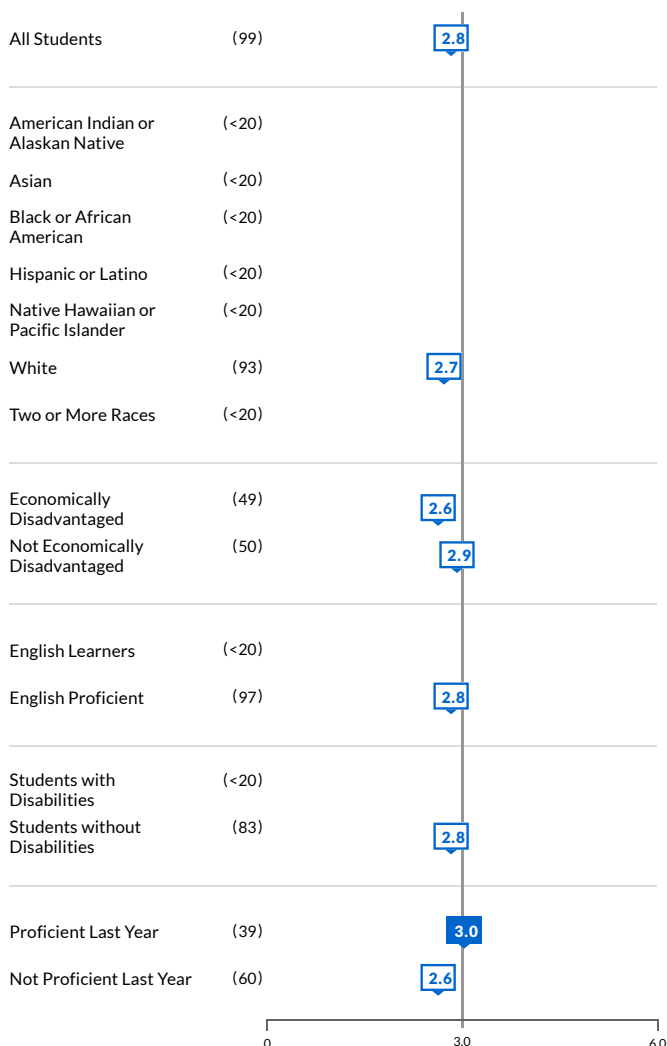 All Students (99) 2.8
American Indian or (<20)
Alaskan Native
Asian (<20)
Black or African (<20)
American
Hispanic or Latino (<20)
Native Hawaiian or (<20)
Pacific Islander
White (93) 2.7
Two or More Races (<20)
Economically (49) 2.6
Disadvantaged
Not Economically (50) 2.9
Disadvantaged
English Learners (<20)
English Proficient (97) 2.8
Students with (<20)
Disabilities
Students without (83) 2.8
Disabilities
Proficient Last Year (39) 3.0
Not Proficient Last Year (60) 2.6
0 3.0 6.0